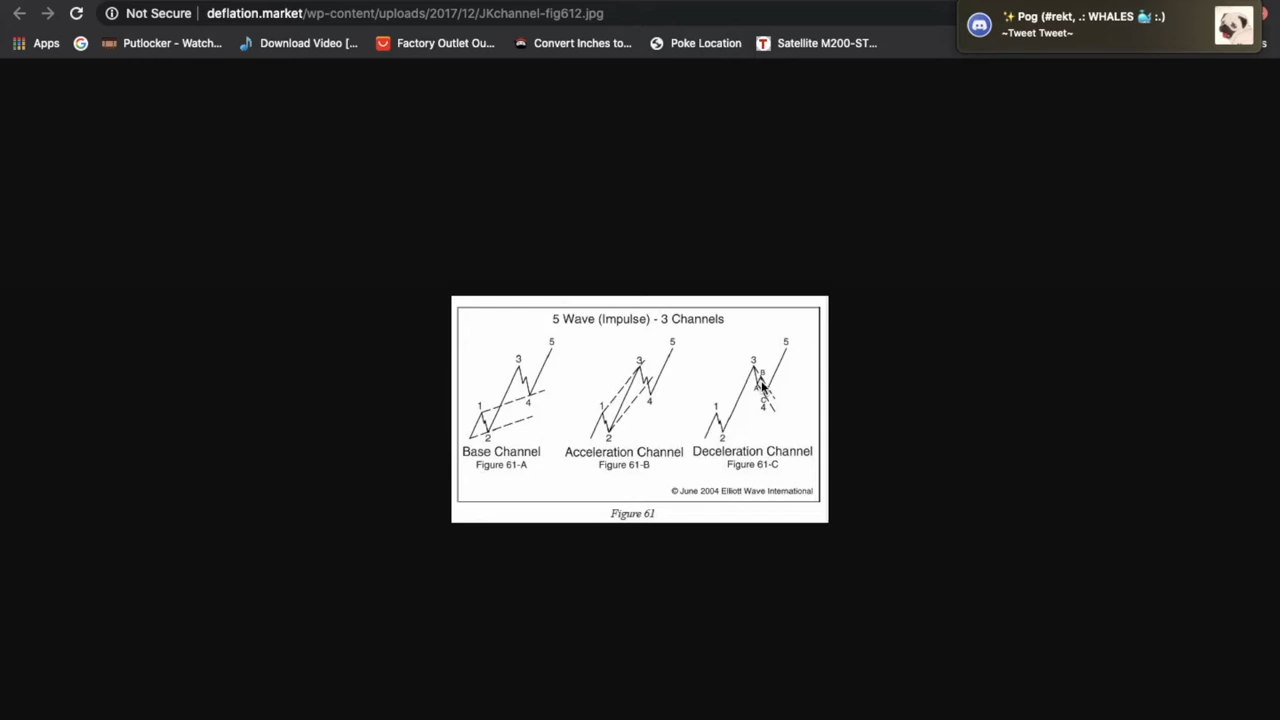 Not Secure | deflation.market/wp-content/uploads/2017/12/JKchannel-fig612.jpg
✨ Pog (#rekt, .: WHALES 🐳 :.)
~Tweet Tweet~
Apps
Putlocker - Watch...
Download Video [...
Factory Outlet Ou...
Convert Inches to...
Poke Location
T Satellite M200-ST...
5 Wave (Impulse) - 3 Channels
1 2 3 4 5
1 2 3 4 5
1 2 3 A B C 4 5
Base Channel
Figure 61-A
Acceleration Channel
Figure 61-B
Deceleration Channel
Figure 61-C
© June 2004 Elliott Wave International
Figure 61